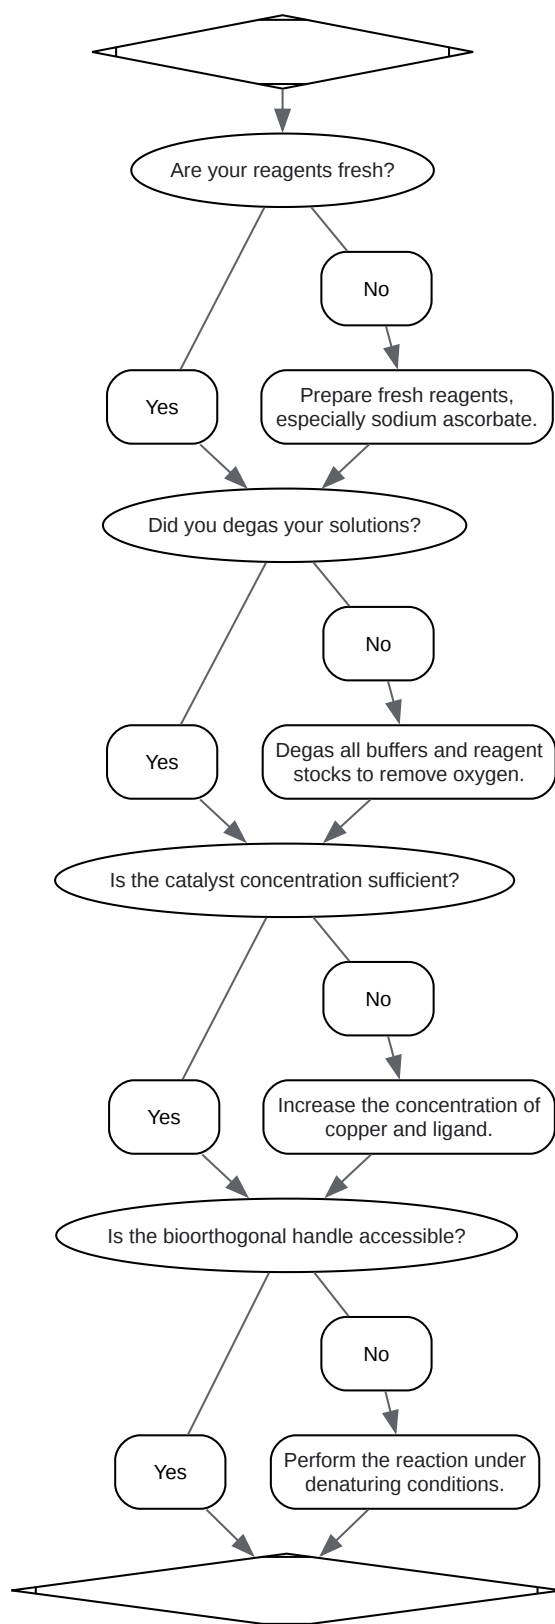 Are your reagents fresh?
No
Yes
Prepare fresh reagents,
especially sodium ascorbate.
Did you degas your solutions?
No
Yes
Degas all buffers and reagent
stocks to remove oxygen.
Is the catalyst concentration sufficient?
No
Yes
Increase the concentration of
copper and ligand.
Is the bioorthogonal handle accessible?
No
Yes
Perform the reaction under
denaturing conditions.